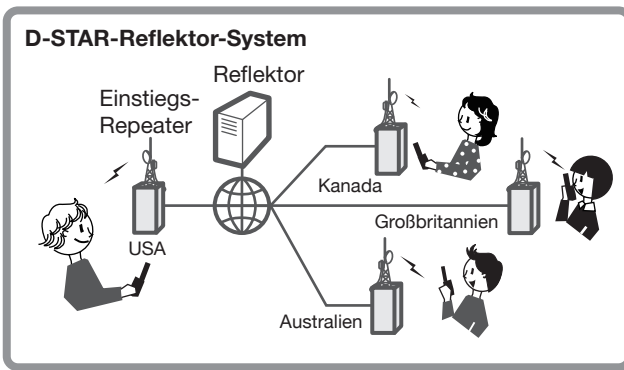 D-STAR-Reflektor-System
Reflektor
Einstiegs-
Repeater
Kanada
Großbritannien
USA
Australien